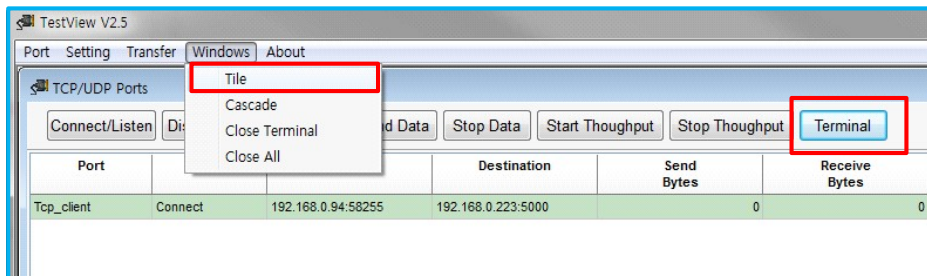 TestView V2.5
Port Setting Transfer Windows About
TCP/UDP Ports
Tile
Cascade
Close Terminal
Close All
Connect/Listen Data Stop Data Start Thoughput Stop Thoughput Terminal
Port Destination Send Bytes Receive Bytes
Tcp_client Connect 192.168.0.94:58255 192.168.0.223:5000 0 0